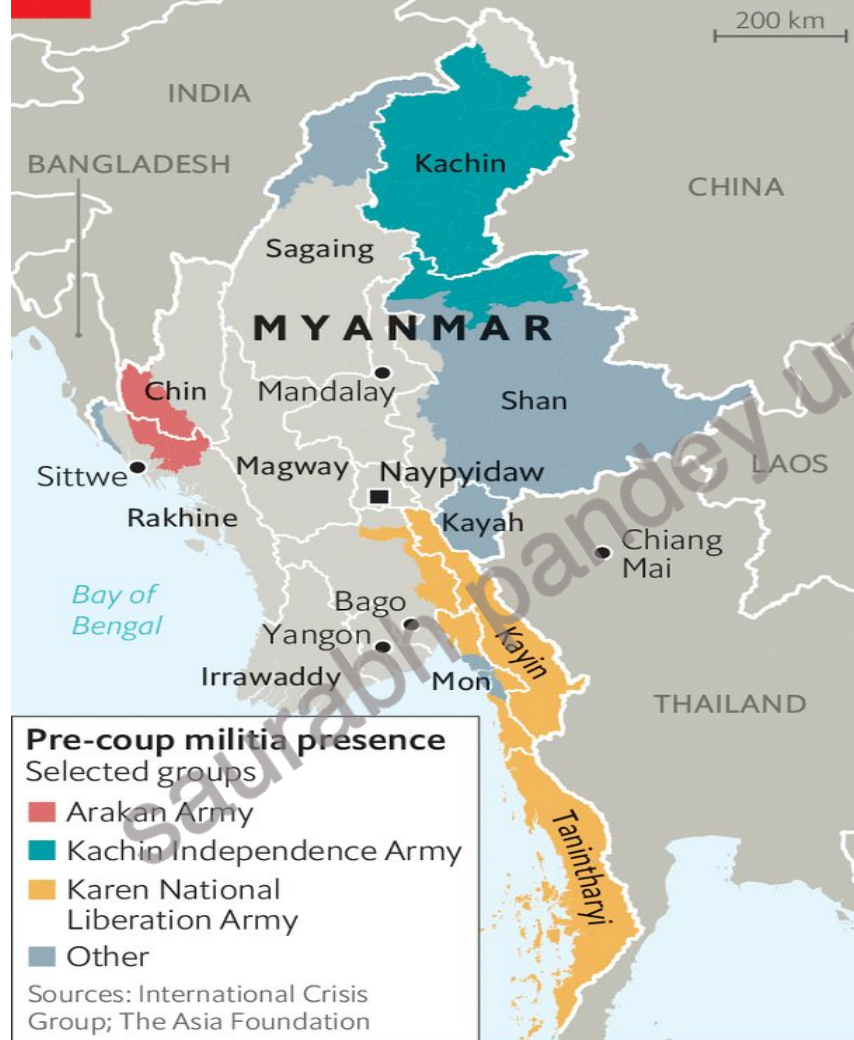 200 km
INDIA
BANGLADESH
Kachin
CHINA
Sagaing
MYANMAR
Chin
Mandalay
Shan
LAOS
Magway
Naypyidaw
Sittwe
Rakhine
Kayah
Chiang
Mai
Bay of
Bengal
Bago
Yangon
Kayin
Irrawaddy
Mon
THAILAND
Tanintharyi
Pre-coup militia presence
Selected groups
Arakan Army
Kachin Independence Army
Karen National
Liberation Army
Other
Sources: International Crisis
Group; The Asia Foundation
saurabh pandey